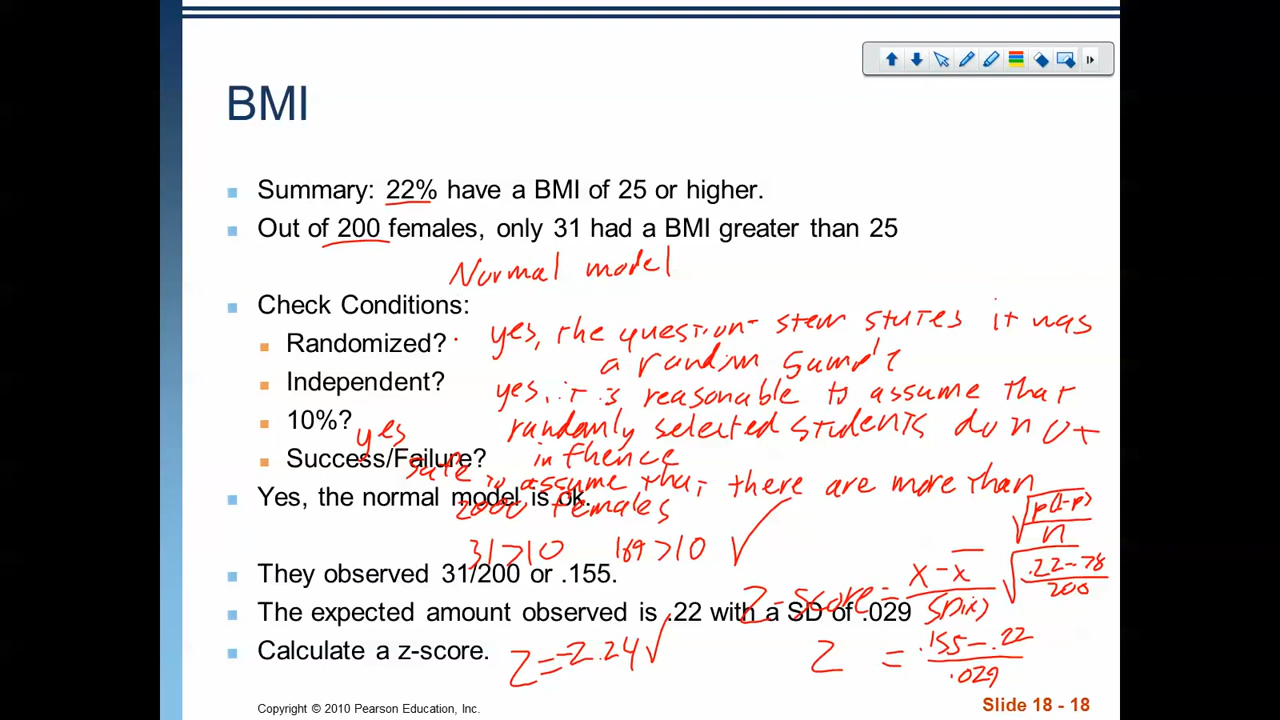 BMI
Summary: 22% have a BMI of 25 or higher.
Out of 200 females, only 31 had a BMI greater than 25
Normal model
Check Conditions:
Randomized?
yes, the question stem states it was
a random sample
Independent?
yes, it is reasonable to assume that
randomly selected students do not
influence
10%?
yes
safe to assume that there are more than
2000 females
Success/Failure?
Yes, the normal model is ok.
31>10 169>10 √
√p(1-p)/n
√.22-78/200
They observed 31/200 or .155.
Z-score = x-x̄/SD(x)
The expected amount observed is .22 with a SD of .029
Calculate a z-score.
Z=-2.24√
Z = .155-.22/.029
Copyright © 2010 Pearson Education, Inc.
Slide 18 - 18